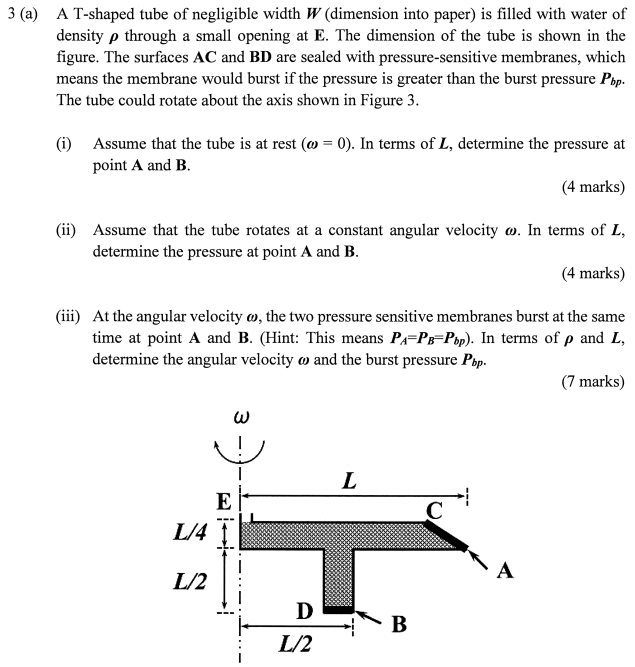 3 (a) A T-shaped tube of negligible width W (dimension into paper) is filled with water of
density ρ through a small opening at E. The dimension of the tube is shown in the
figure. The surfaces AC and BD are sealed with pressure-sensitive membranes, which
means the membrane would burst if the pressure is greater than the burst pressure Pbp.
The tube could rotate about the axis shown in Figure 3.
(i) Assume that the tube is at rest (ω = 0). In terms of L, determine the pressure at
point A and B.
(4 marks)
(ii) Assume that the tube rotates at a constant angular velocity ω. In terms of L,
determine the pressure at point A and B.
(4 marks)
(iii) At the angular velocity ω, the two pressure sensitive membranes burst at the same
time at point A and B. (Hint: This means PA=PB=Pbp). In terms of ρ and L,
determine the angular velocity ω and the burst pressure Pbp.
(7 marks)
ω
L
E
C
L/4
A
L/2
D
B
L/2